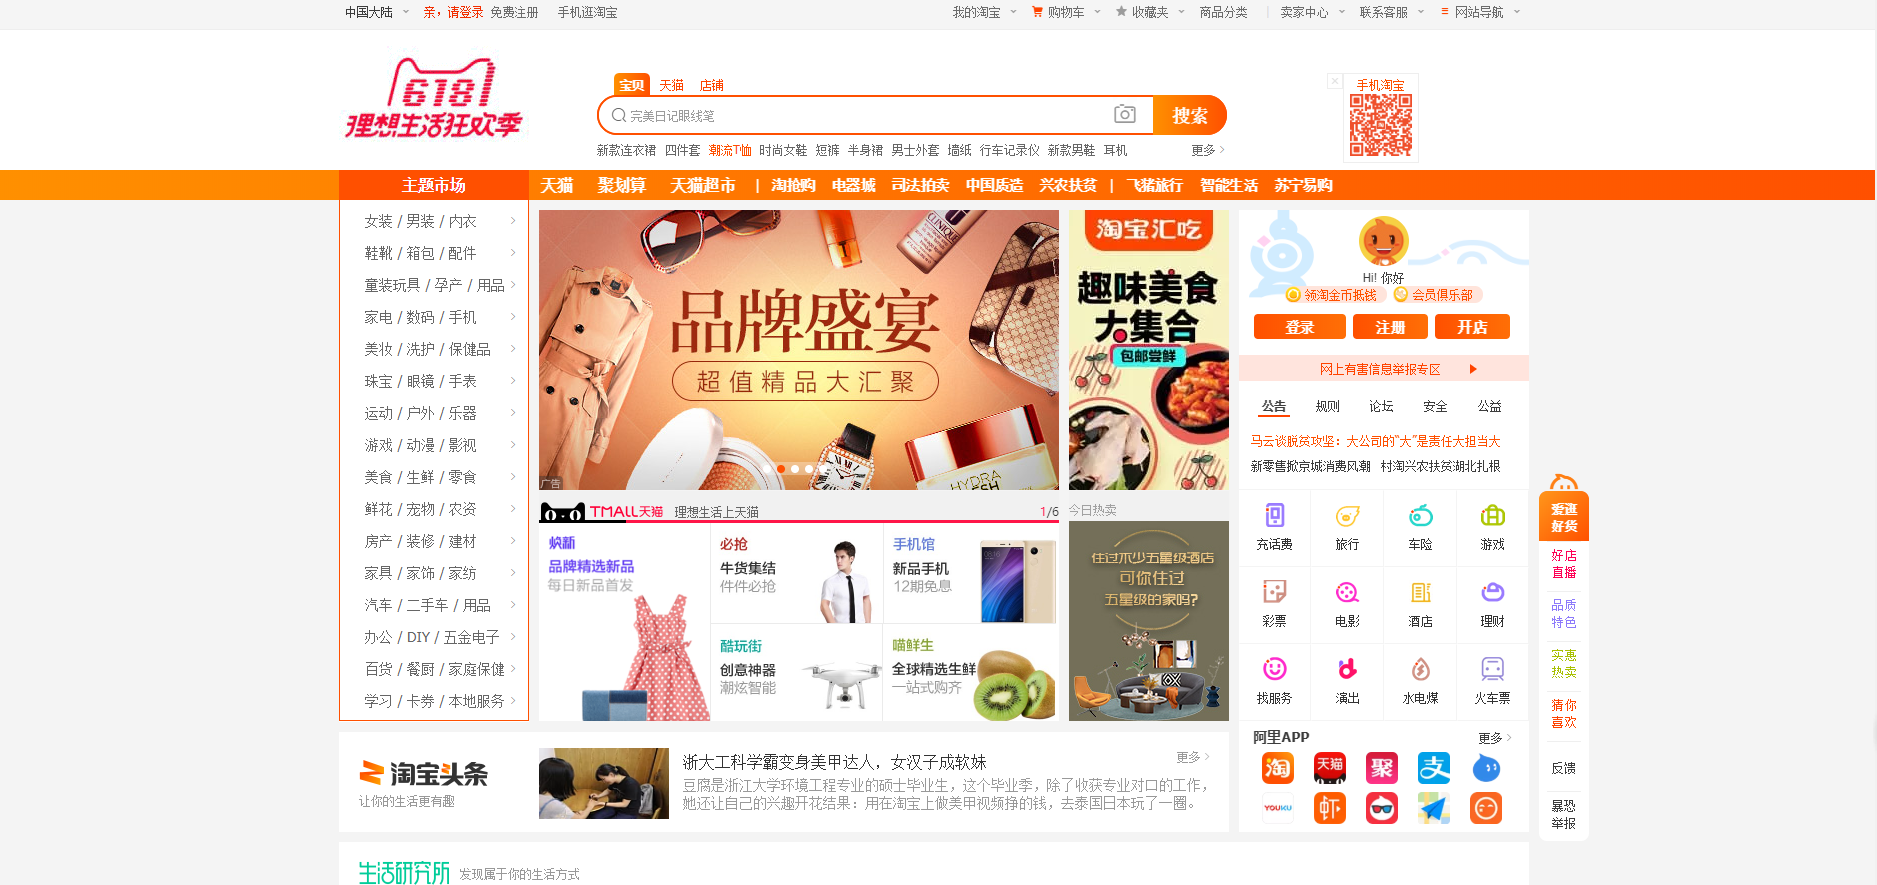 中国大陆 亲，请登录 免费注册 手机逛淘宝
我的淘宝 购物车 收藏夹 商品分类 卖家中心 联系客服 网站导航
6181
理想生活狂欢季
宝贝 天猫 店铺
完美日记眼线笔
搜索
新款连衣裙 四件套 潮流T恤 时尚女鞋 短裤 半身裙 男士外套 墙纸 行车记录仪 新款男鞋 耳机 更多
手机淘宝
主题市场 天猫 聚划算 天猫超市 | 淘抢购 电器城 司法拍卖 中国质造 兴农扶贫 | 飞猪旅行 智能生活 苏宁易购
女装 / 男装 / 内衣
鞋靴 / 箱包 / 配件
童装玩具 / 孕产 / 用品
家电 / 数码 / 手机
美妆 / 洗护 / 保健品
珠宝 / 眼镜 / 手表
运动 / 户外 / 乐器
游戏 / 动漫 / 影视
美食 / 生鲜 / 零食
鲜花 / 宠物 / 农资
房产 / 装修 / 建材
家具 / 家饰 / 家纺
汽车 / 二手车 / 用品
办公 / DIY / 五金电子
百货 / 餐厨 / 家庭保健
学习 / 卡券 / 本地服务
CLINIQUE
品牌盛宴
超值精品大汇聚
HYDRA
广告
淘宝汇吃
趣味美食
大集合
包邮尝鲜
Hi! 你好
领淘金币抵钱 会员俱乐部
登录 注册 开店
网上有害信息举报专区
公告 规则 论坛 安全 公益
马云谈脱贫攻坚：大公司的“大”是责任大担当大
新零售掀京城消费风潮 村淘兴农扶贫湖北扎根
TMALL天猫 理想生活上天猫 1/6
焕新
品牌精选新品
每日新品首发
必抢
牛货集结
件件必抢
手机馆
新品手机
12期免息
酷玩街
创意神器
潮炫智能
喵鲜生
全球精选生鲜
一站式购齐
今日热卖
住过不少五星级酒店
可你住过
五星级的家吗?
充话费 旅行 车险 游戏
彩票 电影 酒店 理财
找服务 演出 水电煤 火车票
阿里APP 更多
淘 天猫 聚 支
YOUKU 虾
淘宝头条
让你的生活更有趣
浙大工科学霸变身美甲达人，女汉子成软妹 更多
豆腐是浙江大学环境工程专业的硕士毕业生，这个毕业季，除了收获专业对口的工作，
她还让自己的兴趣开花结果：用在淘宝上做美甲视频挣的钱，去泰国日本玩了一圈。
生活研究所 发现属于你的生活方式
爱逛
好货
好店
直播
品质
特色
实惠
热卖
猜你
喜欢
反馈
暴恐
举报